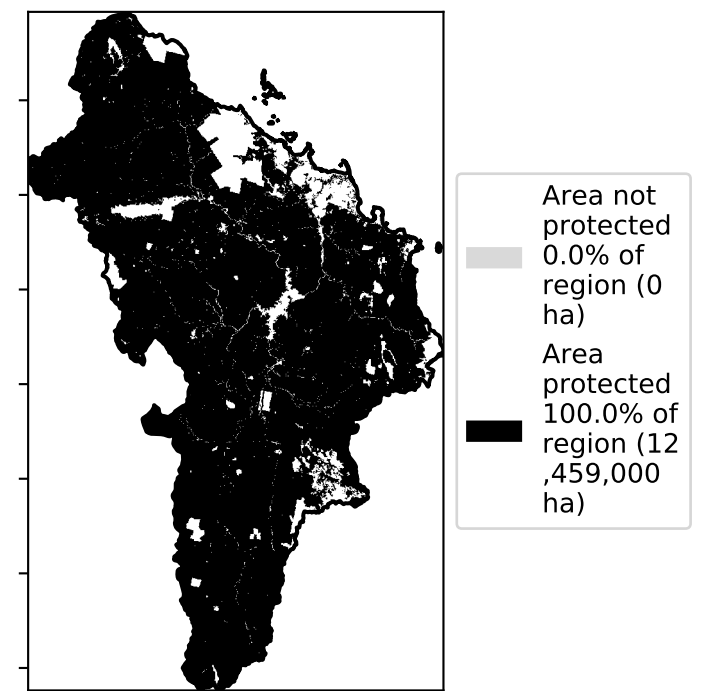 Area not
protected
0.0% of
region (0
ha)
Area
protected
100.0% of
region (12
,459,000
ha)